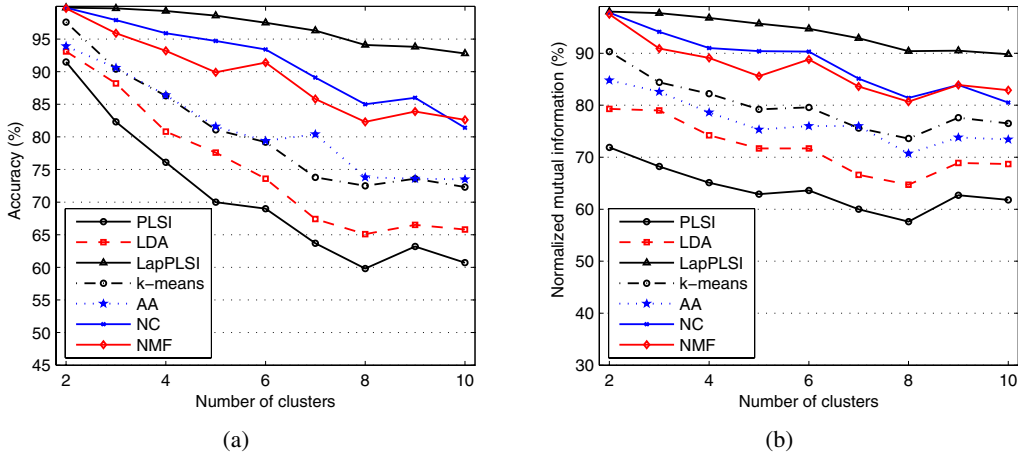 Accuracy (%)
95
90
85
80
75
70
65
60
55
50
45
2
4
6
8
10
Number of clusters
PLSI
LDA
LapPLSI
k−means
AA
NC
NMF
(a)
Normalized mutual information (%)
90
80
70
60
50
40
30
2
4
6
8
10
Number of clusters
PLSI
LDA
LapPLSI
k−means
AA
NC
NMF
(b)